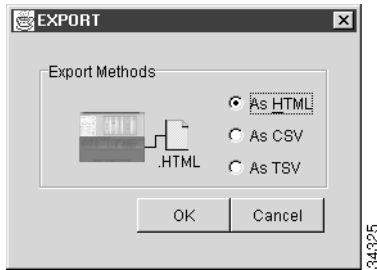 EXPORT
Export Methods
As HTML
As CSV
.HTML
As TSV
OK
Cancel
34325